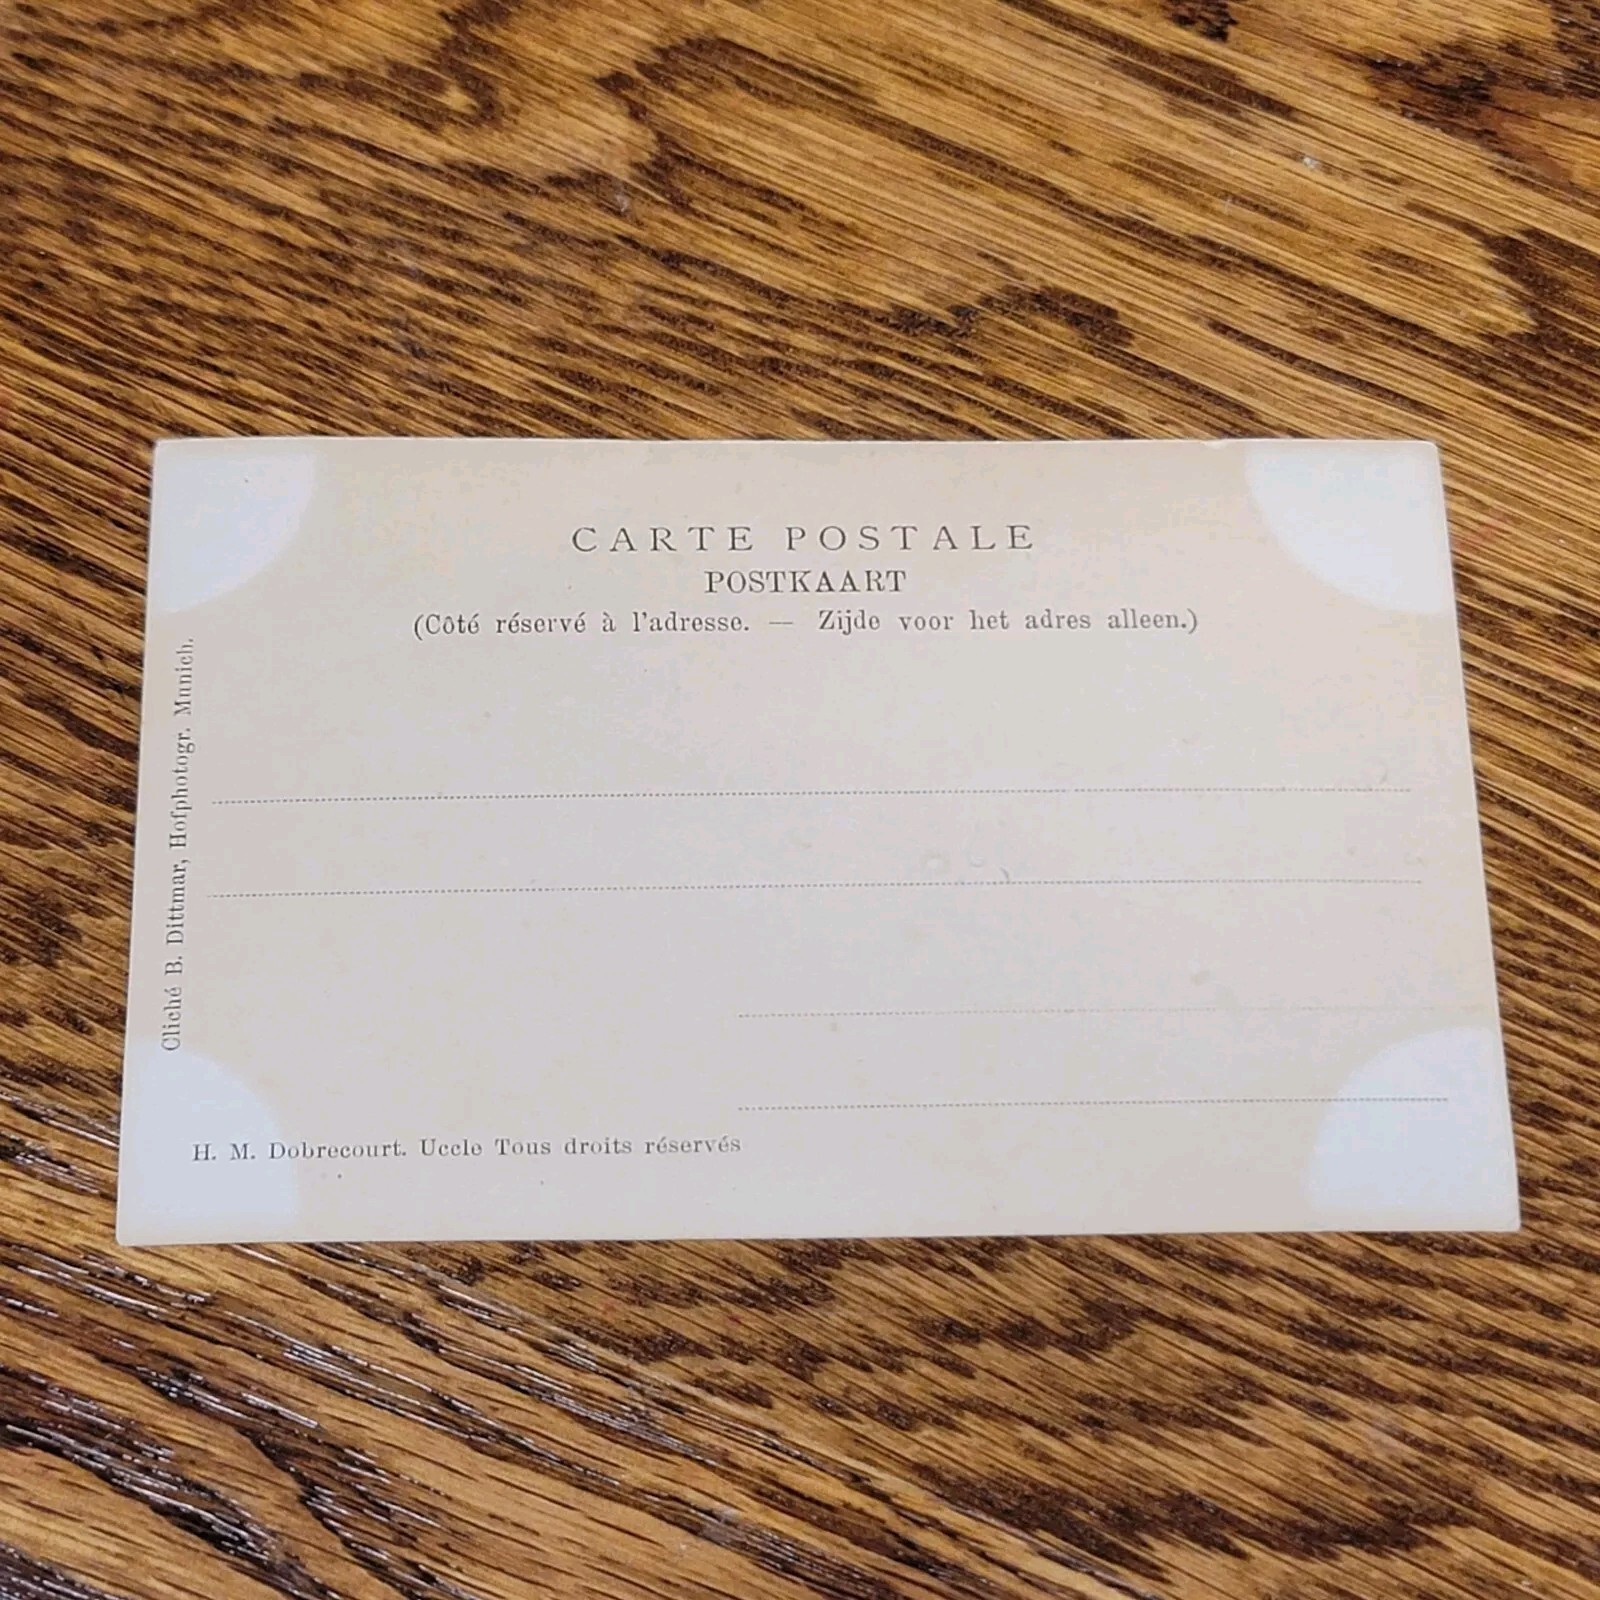 CARTE POSTALE
POSTKAART
(Côté réservé à l'adresse. — Zijde voor het adres alleen.)
Cliché B. Dittmar, Hofphotogr. Munich.
H. M. Dobrecourt. Uccle Tous droits réservés